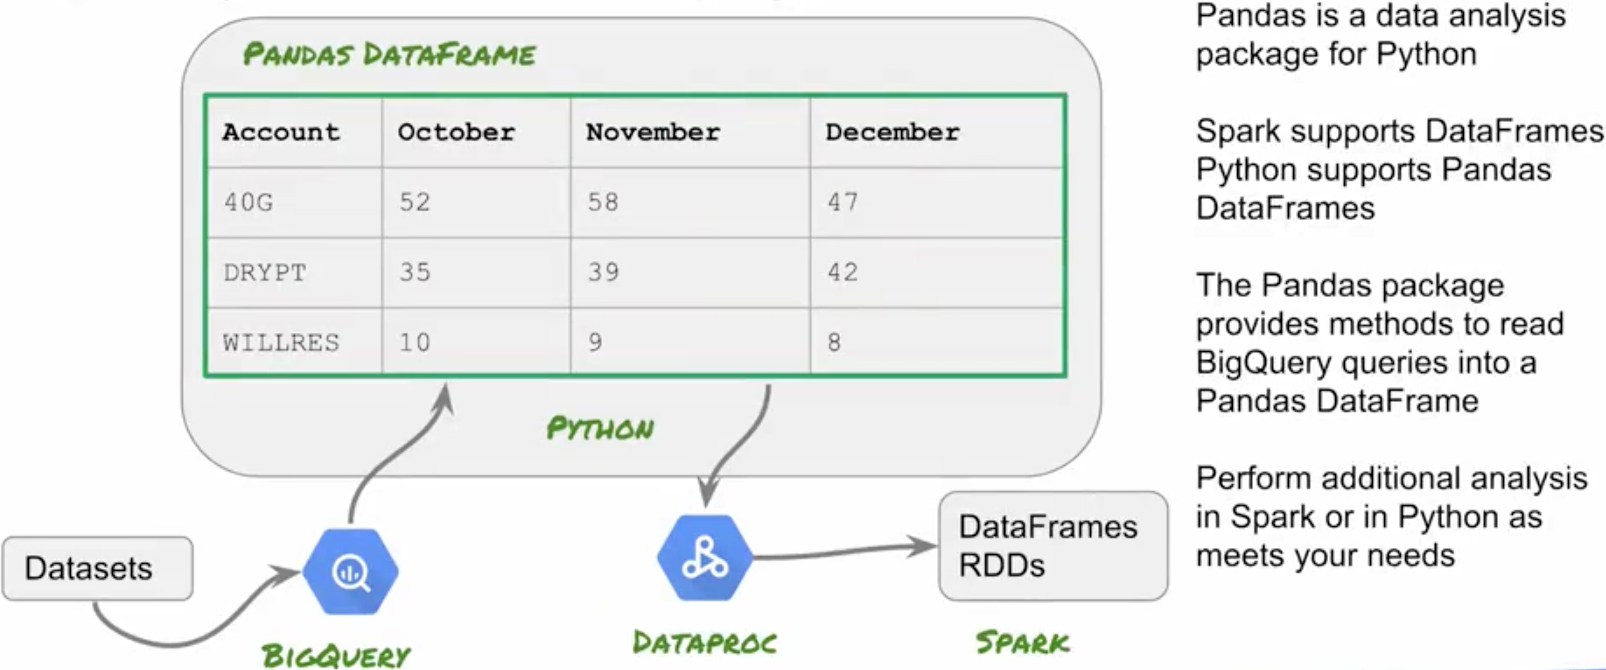 PANDAS DATAFRAME
Account October November December
40G 52 58 47
DRYPT 35 39 42
WILLRES 10 9 8
PYTHON
Datasets
BIGQUERY
DATAPROC
DataFrames
RDDs
SPARK
Pandas is a data analysis
package for Python
Spark supports DataFrames
Python supports Pandas
DataFrames
The Pandas package
provides methods to read
BigQuery queries into a
Pandas DataFrame
Perform additional analysis
in Spark or in Python as
meets your needs